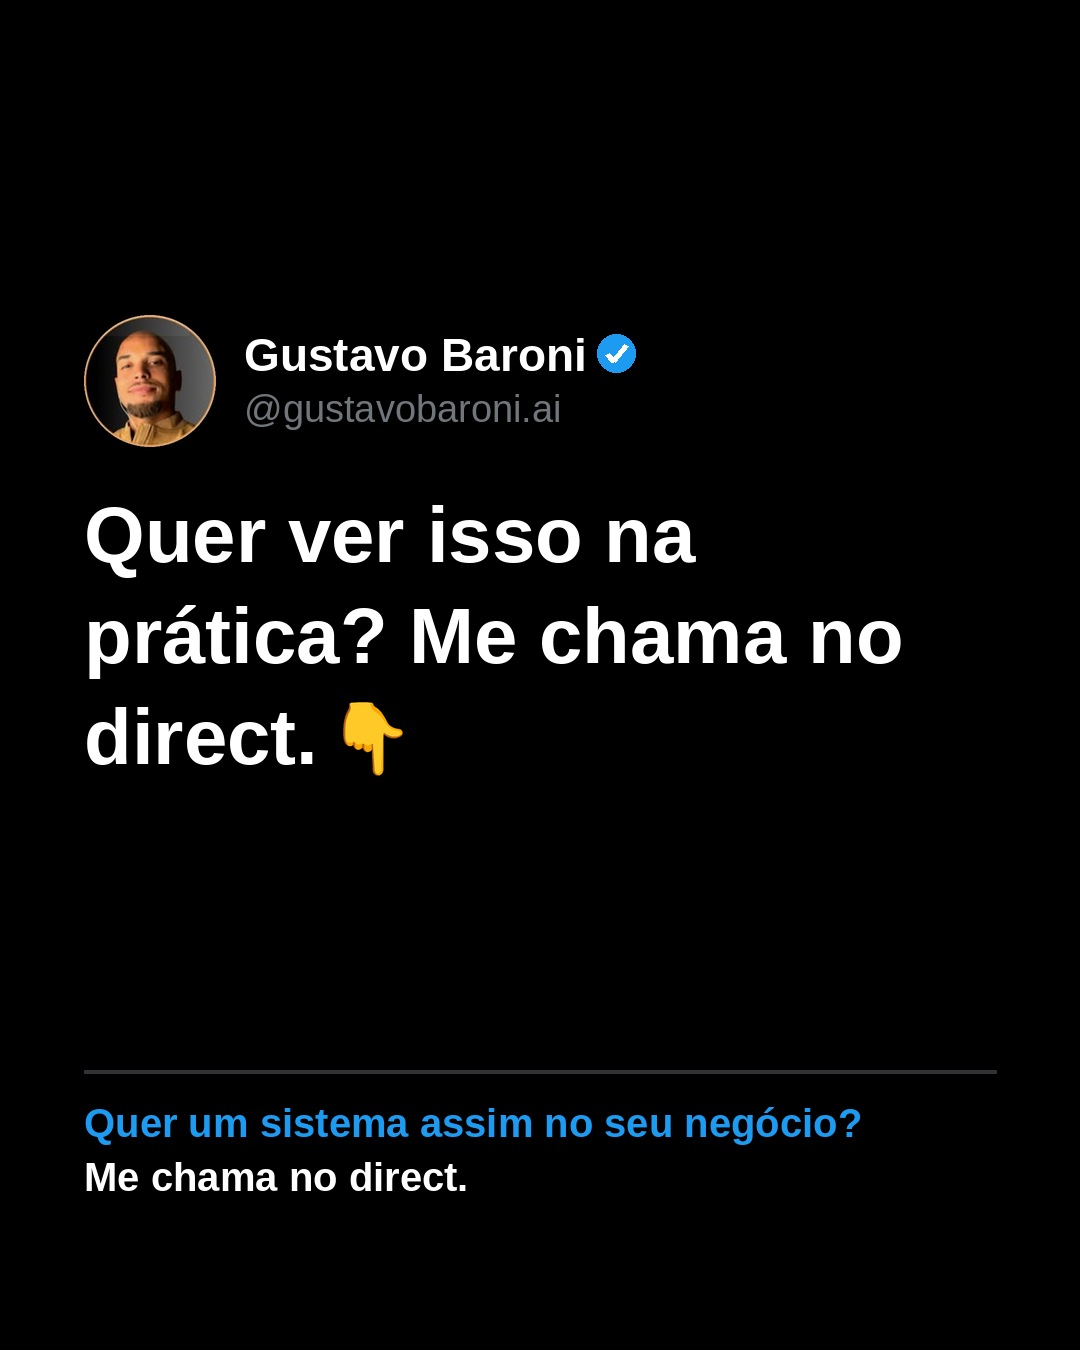 Gustavo Baroni
@gustavobaroni.ai
Quer ver isso na
prática? Me chama no
direct. 👇
Quer um sistema assim no seu negócio?
Me chama no direct.